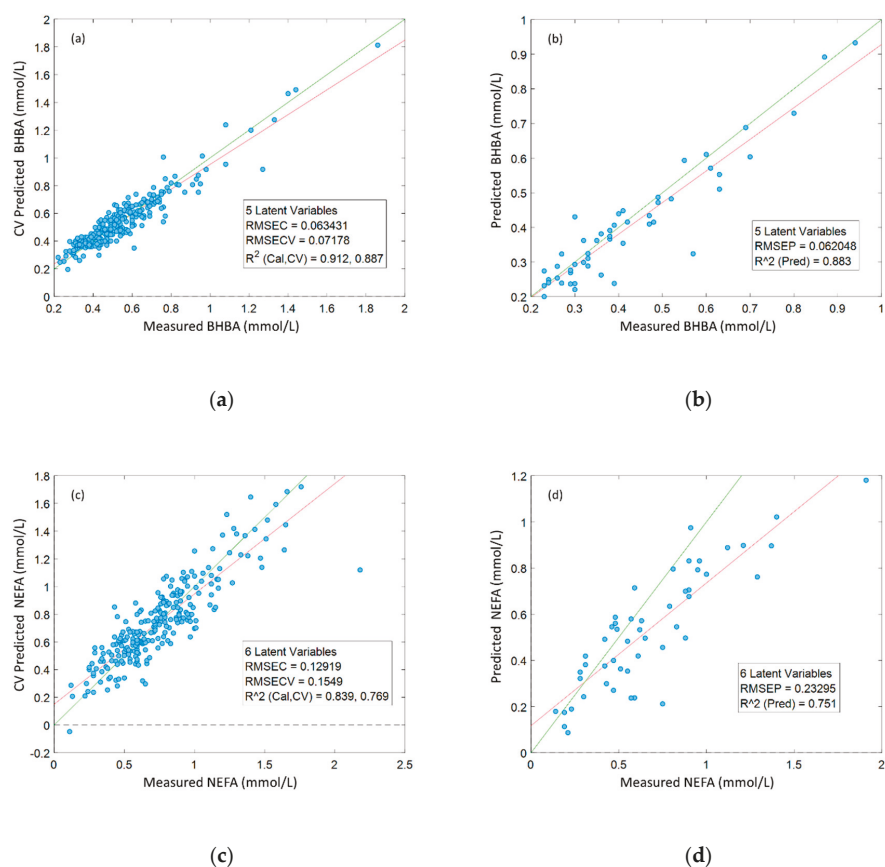 (a)
2
1.8
1.6
1.4
1.2
1
0.8
0.6
0.4
0.2
0
CV Predicted BHBA (mmol/L)
5 Latent Variables
RMSEC = 0.063431
RMSECV = 0.07178
R2 (Cal,CV) = 0.912, 0.887
0.2 0.4 0.6 0.8 1 1.2 1.4 1.6 1.8 2
Measured BHBA (mmol/L)
(a)
(b)
1
0.9
0.8
0.7
0.6
0.5
0.4
0.3
0.2
Predicted BHBA (mmol/L)
5 Latent Variables
RMSEP = 0.062048
R^2 (Pred) = 0.883
0.2 0.3 0.4 0.5 0.6 0.7 0.8 0.9 1
Measured BHBA (mmol/L)
(b)
(c)
1.8
1.6
1.4
1.2
1
0.8
0.6
0.4
0.2
0
-0.2
CV Predicted NEFA (mmol/L)
6 Latent Variables
RMSEC = 0.12919
RMSECV = 0.1549
R^2 (Cal,CV) = 0.839, 0.769
0 0.5 1 1.5 2 2.5
Measured NEFA (mmol/L)
(c)
(d)
1.2
1
0.8
0.6
0.4
0.2
0
Predicted NEFA (mmol/L)
6 Latent Variables
RMSEP = 0.23295
R^2 (Pred) = 0.751
0 0.5 1 1.5 2
Measured NEFA (mmol/L)
(d)